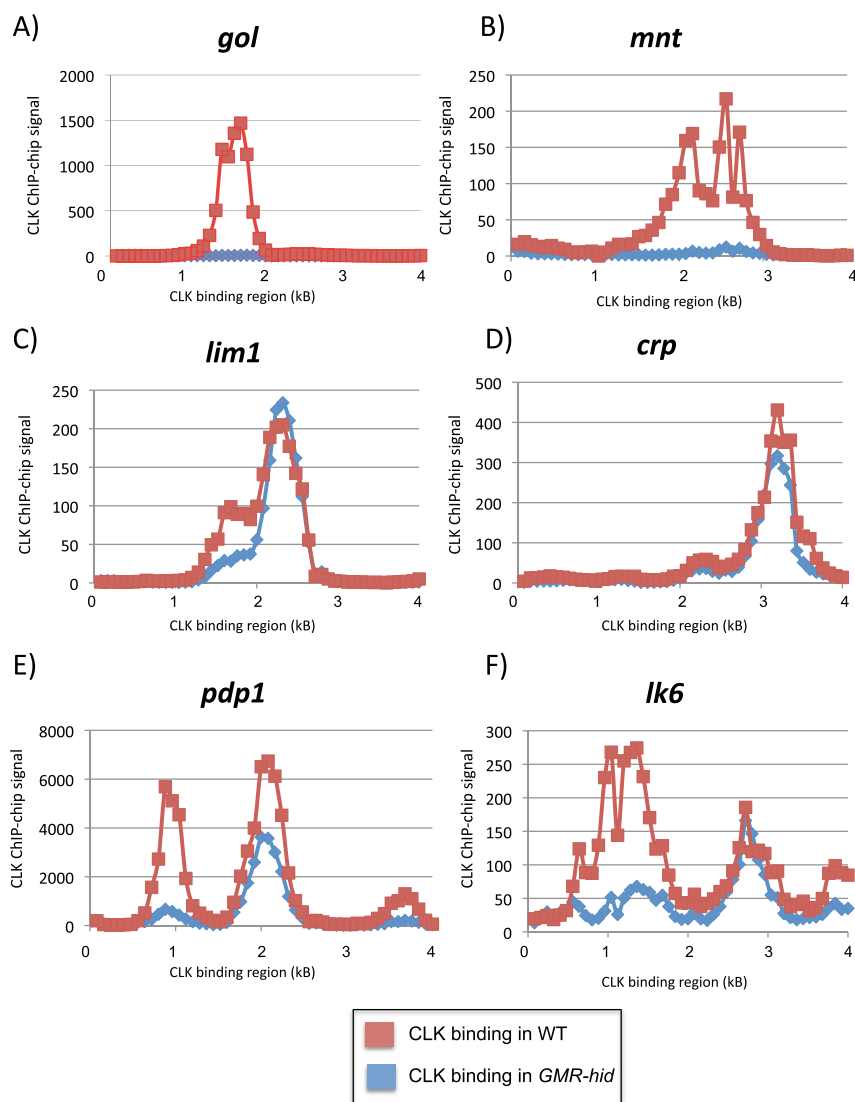 A)
gol
CLK ChIP-chip signal
2000
1500
1000
500
0
0 1 2 3 4
CLK binding region (kB)
B)
mnt
CLK ChIP-chip signal
250
200
150
100
50
0
0 1 2 3 4
CLK binding region (kB)
C)
lim1
CLK ChIP-chip signal
250
200
150
100
50
0
0 1 2 3 4
CLK binding region (kB)
D)
crp
CLK ChIP-chip signal
500
400
300
200
100
0
0 1 2 3 4
CLK binding region (kB)
E)
pdp1
CLK ChIP-chip signal
8000
6000
4000
2000
0
0 1 2 3 4
CLK binding region (kB)
F)
lk6
CLK ChIP-chip signal
300
250
200
150
100
50
0
0 1 2 3 4
CLK binding region (kB)
CLK binding in WT
CLK binding in GMR-hid